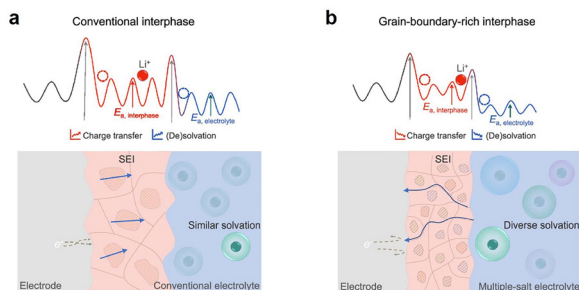 a
Conventional interphase
Li+
Ea, interphase
Ea, electrolyte
Charge transfer
(De)solvation
SEI
Similar solvation
e-
Electrode
Conventional electrolyte
b
Grain-boundary-rich interphase
Li+
Ea, interphase
Ea, electrolyte
Charge transfer
(De)solvation
SEI
Diverse solvation
e-
Electrode
Multiple-salt electrolyte